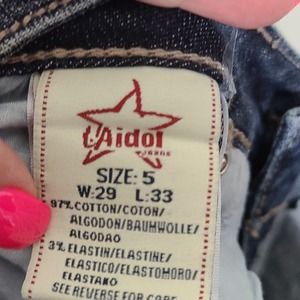 L'Aidol
JEANS
SIZE: 5
W:29 L:33
97% COTTON/COTON/
ALGODON/BAUMWOLLE/
ALGODAO
3% ELASTIN/ELASTINE/
ELASTICO/ELASTOMORO/
ELASTANO
SEE REVERSE FOR CARE